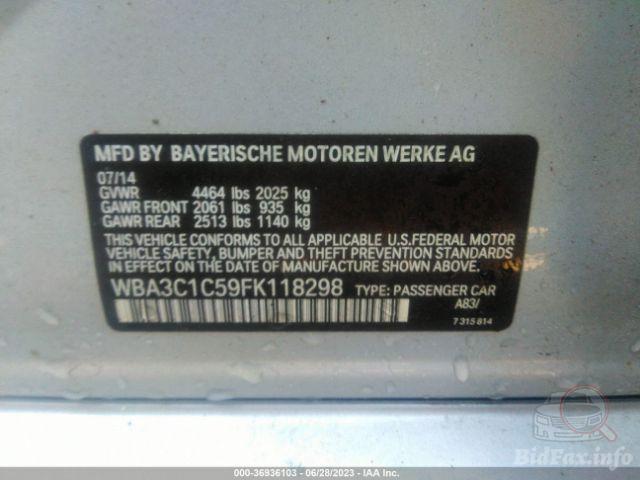 MFD BY BAYERISCHE MOTOREN WERKE AG
07/14
GVWR 4464 lbs 2025 kg
GAWR FRONT 2061 lbs 935 kg
GAWR REAR 2513 lbs 1140 kg
THIS VEHICLE CONFORMS TO ALL APPLICABLE U.S.FEDERAL MOTOR
VEHICLE SAFETY, BUMPER AND THEFT PREVENTION STANDARDS
IN EFFECT ON THE DATE OF MANUFACTURE SHOWN ABOVE.
WBA3C1C59FK118298 TYPE: PASSENGER CAR
A83/
7 315 814
BidFax.info
000-36936103 - 06/28/2023 - IAA Inc.